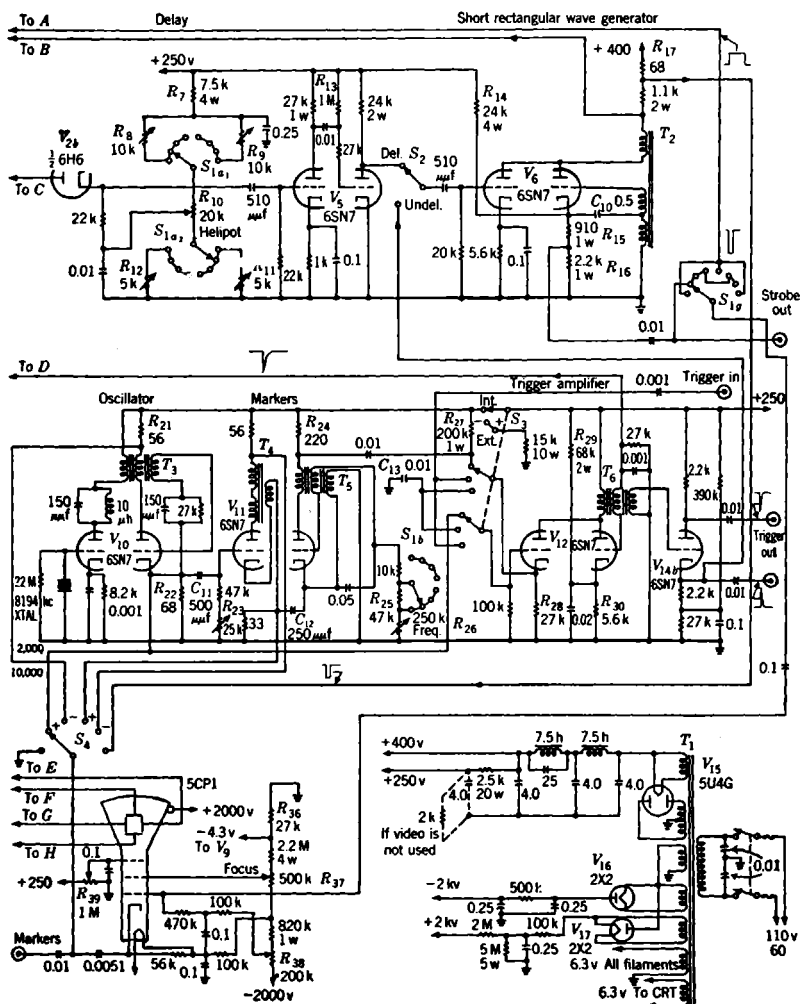 To A
Delay
Short rectangular wave generator
To B
+ 400
R17
68
+250 v
R7
7.5 k
4 w
27 k
1 w
R13
1 M
24 k
2 w
R14
24 k
4 w
1.1 k
2 w
R8
10 k
R9
10 k
0.25
0.01
27 k
T2
V2b
½ 6H6
S1a1
Del.
S2
510
μμf
To C
R10
20 k
Helipot
510
μμf
V5
6SN7
Undel.
V6
6SN7
C10
0.5
22 k
S1a2
910
1 w
R15
0.01
R12
5 k
5 k
22 k
1 k
0.1
20 k
5.6 k
0.1
2.2 k
1 w
R16
S1g
Strobe
out
0.01
To D
Oscillator
Markers
Trigger amplifier
0.001
Trigger in
+250
R21
56
56
R24
220
Int.
S3
R27
200 k
1 w
Ext.
+
15 k
10 w
R29
68 k
2 w
27 k
0.001
T3
T4
0.01
C13
0.01
T5
T6
2.2 k
390 k
150
μμf
10
μh
150
μμf
27 k
V11
6SN7
S1b
0.01
V10
6SN7
V12
6SN7
V14b
6SN7
Trigger
out
22 M
8194 kc
XTAL
8.2 k
0.001
R22
68
C11
500
μμf
47 k
R23
25 k
33
C12
250 μμf
0.05
10 k
R25
47 k
250 k
Freq.
R26
100 k
R28
27 k
0.02
R30
5.6 k
2.2 k
0.01
27 k
0.1
2,000
10,000
0.1
+
−
+
−
S4
To E
5CP1
To F
To G
+2000 v
To H
R36
27 k
−4.3 v
To V9
2.2 M
4 w
Focus
500 k
R37
0.1
+250
R39
1 M
100 k
470 k
0.1
820 k
1 w
Markers
0.01
0.0051
56 k
0.1
100 k
R38
200 k
−2000 v
7.5 h
7.5 h
T1
+400 v
V15
5U4G
+250 v
2.5 k
20 w
.25
4.0
4.0
4.0
4.0
2 k
If video is
not used
V16
2X2
0.01
−2 kv
500 k
0.25
0.25
+2 kv
2 M
100 k
V17
2X2
5 M
5 w
0.25
110 v
60
6.3 v All filaments
6.3 v To CRT